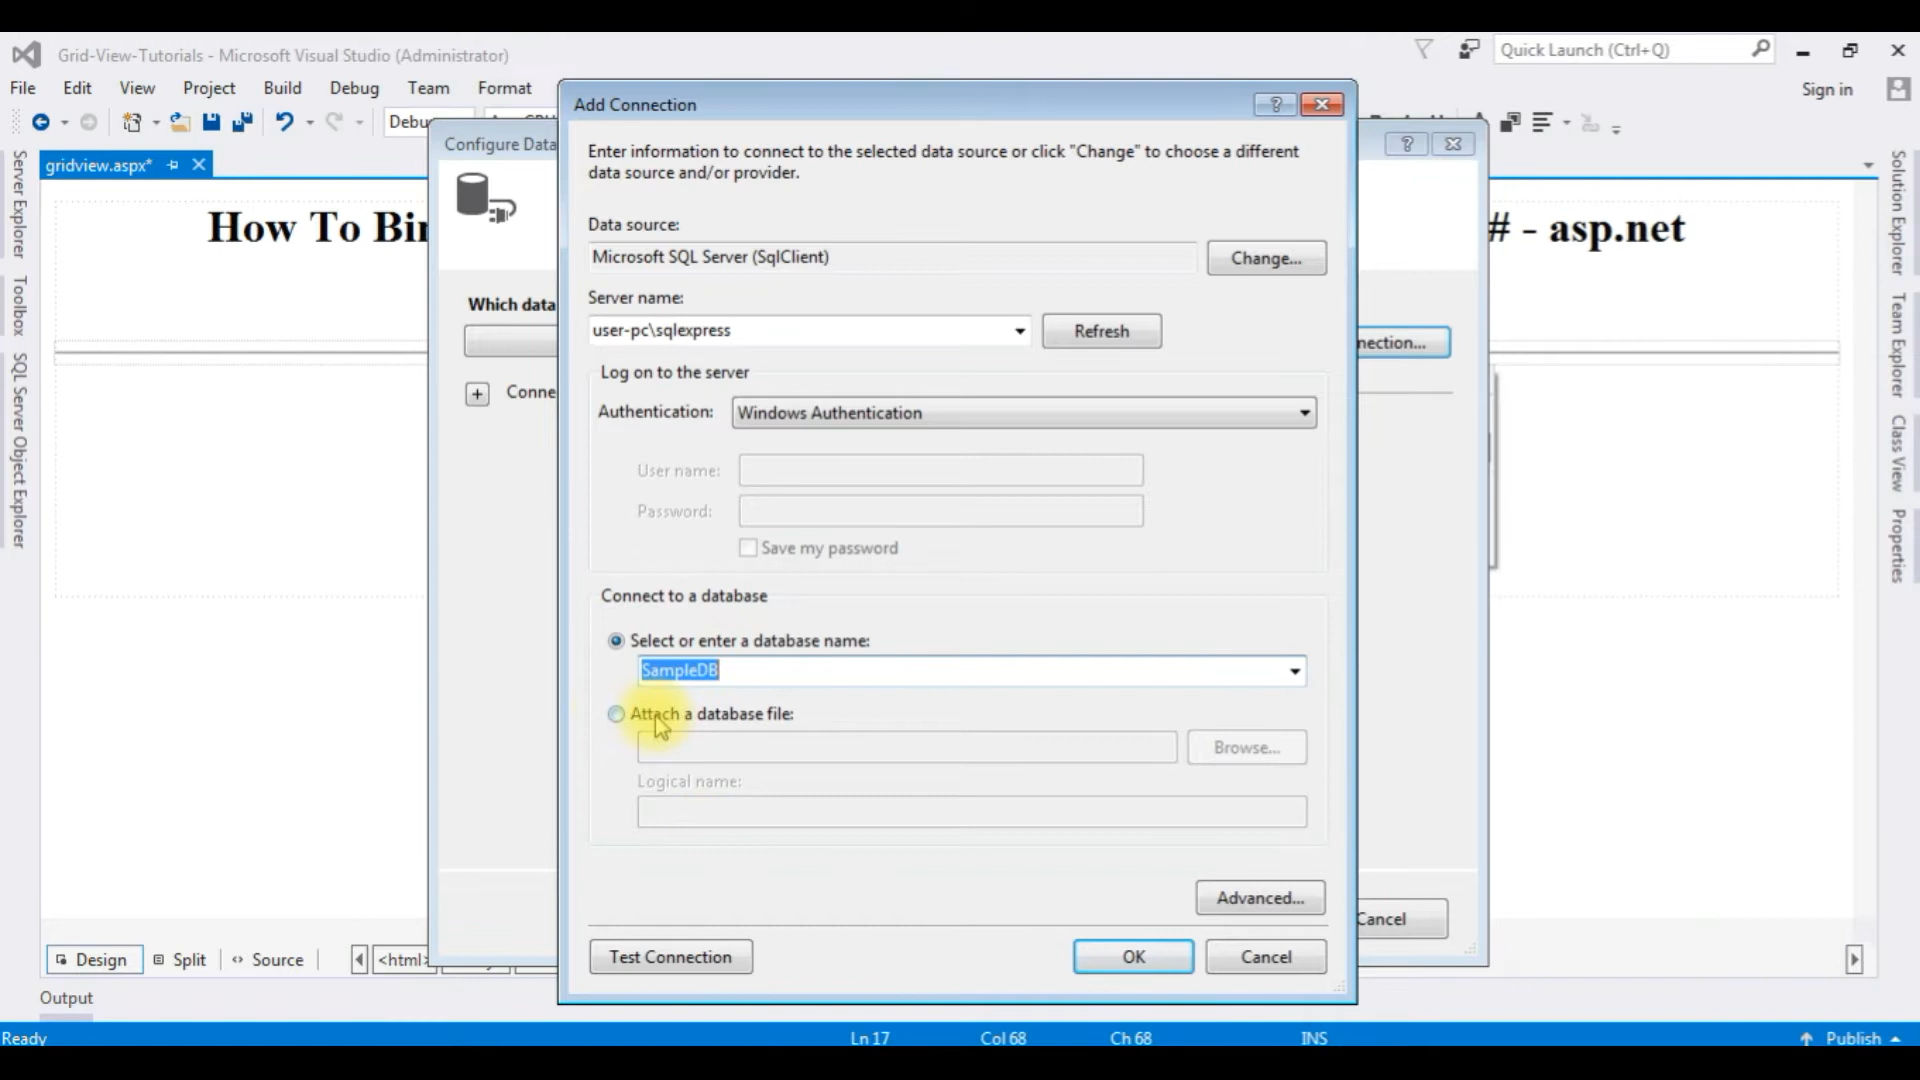 Grid-View-Tutorials - Microsoft Visual Studio (Administrator)
Quick Launch (Ctrl+Q)
File Edit View Project Build Debug Team Format
Sign in
Add Connection
Configure Data
gridview.aspx*
Enter information to connect to the selected data source or click "Change" to choose a different
data source and/or provider.
How To Bin
# - asp.net
Data source:
Microsoft SQL Server (SqlClient)
Change...
Server name:
user-pc\sqlexpress
Refresh
Which data
nection...
Log on to the server
Authentication: Windows Authentication
Conne
User name:
Password:
Save my password
Connect to a database
Select or enter a database name:
SampleDB
Attach a database file:
Browse...
Logical name:
Advanced...
Cancel
Test Connection
OK
Cancel
Server Explorer
Toolbox
SQL Server Object Explorer
Solution Explorer
Team Explorer
Class View
Properties
Design Split Source
<html>
Output
Ready
Ln 17 Col 68 Ch 68 INS
Publish